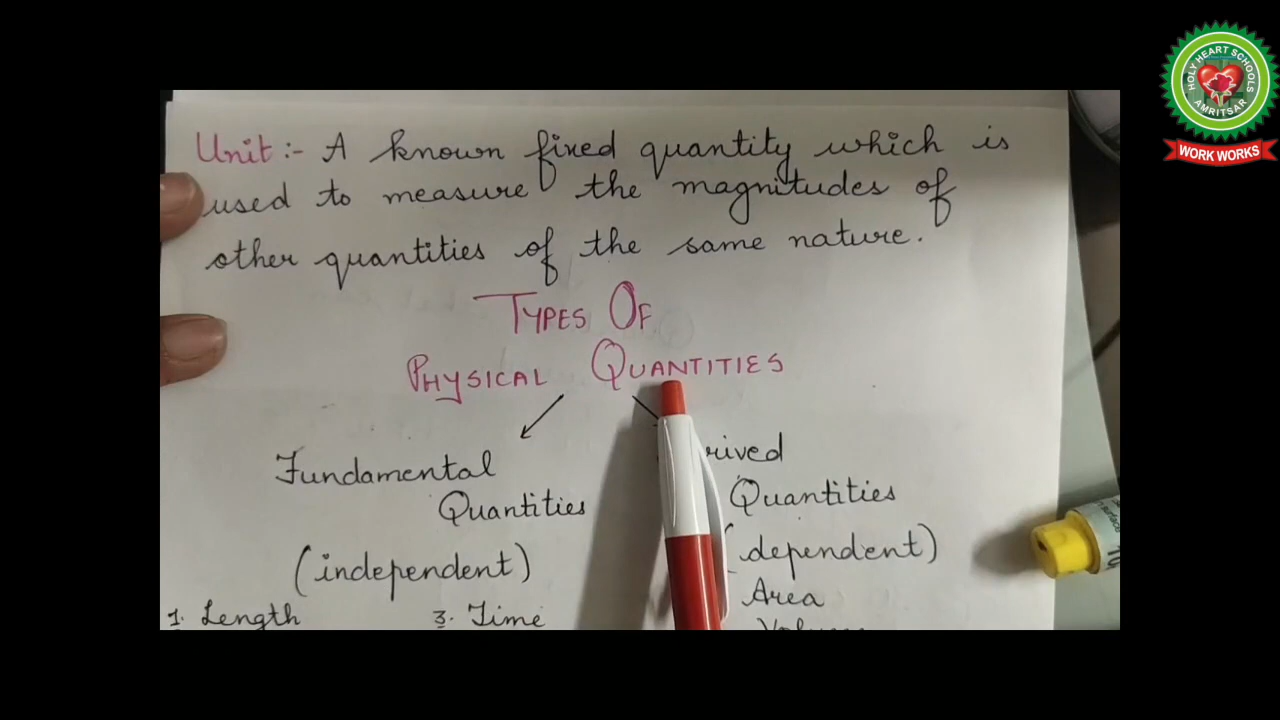 Unit :- A known fixed quantity which is
used to measure the magnitudes of
other quantities of the same nature.
TYPES OF
PHYSICAL QUANTITIES
Fundamental
Quantities
(independent)
1. Length
3. Time
rived
Quantities
(dependent)
Area
HOLY HEART SCHOOLS
AMRITSAR
WORK WORKS